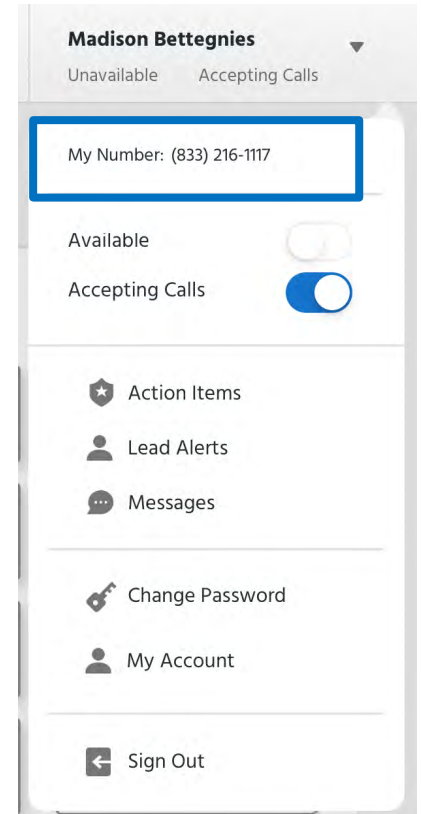 Madison Bettegnies
Unavailable Accepting Calls
My Number: (833) 216-1117
Available
Accepting Calls
Action Items
Lead Alerts
Messages
Change Password
My Account
Sign Out